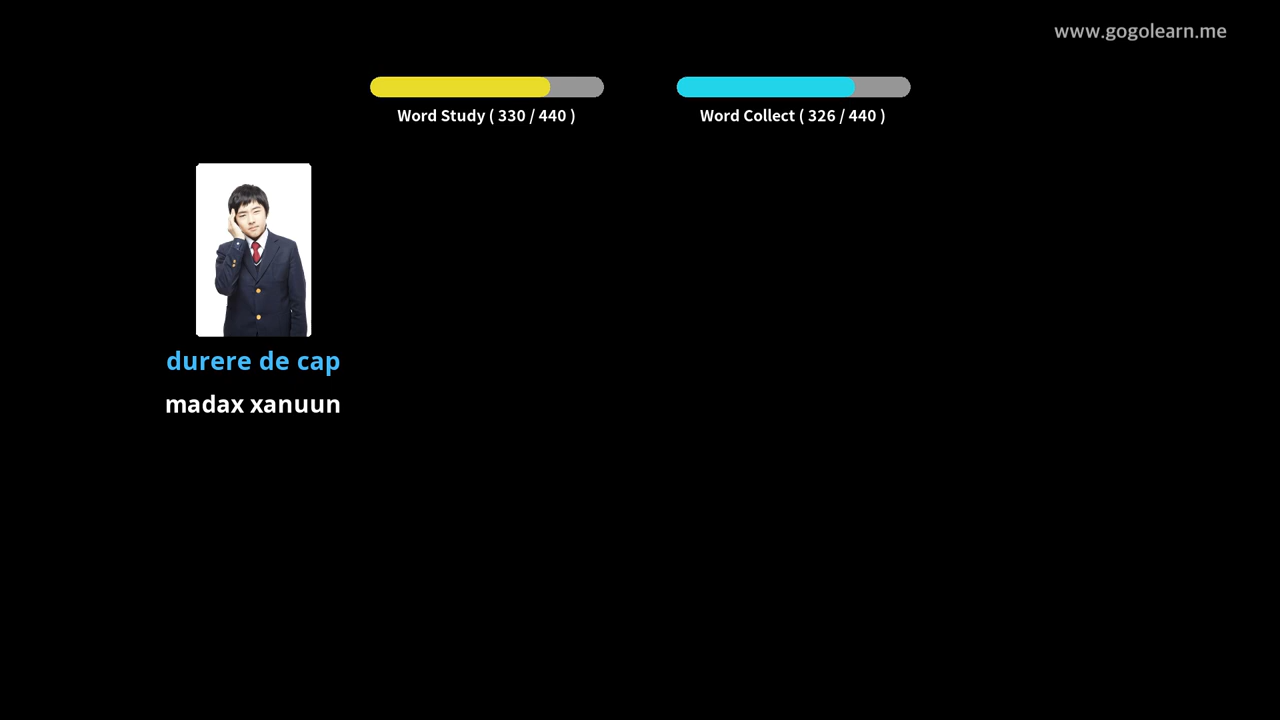 www.gogolearn.me
Word Study ( 330 / 440 )
Word Collect ( 326 / 440 )
durere de cap
madax xanuun